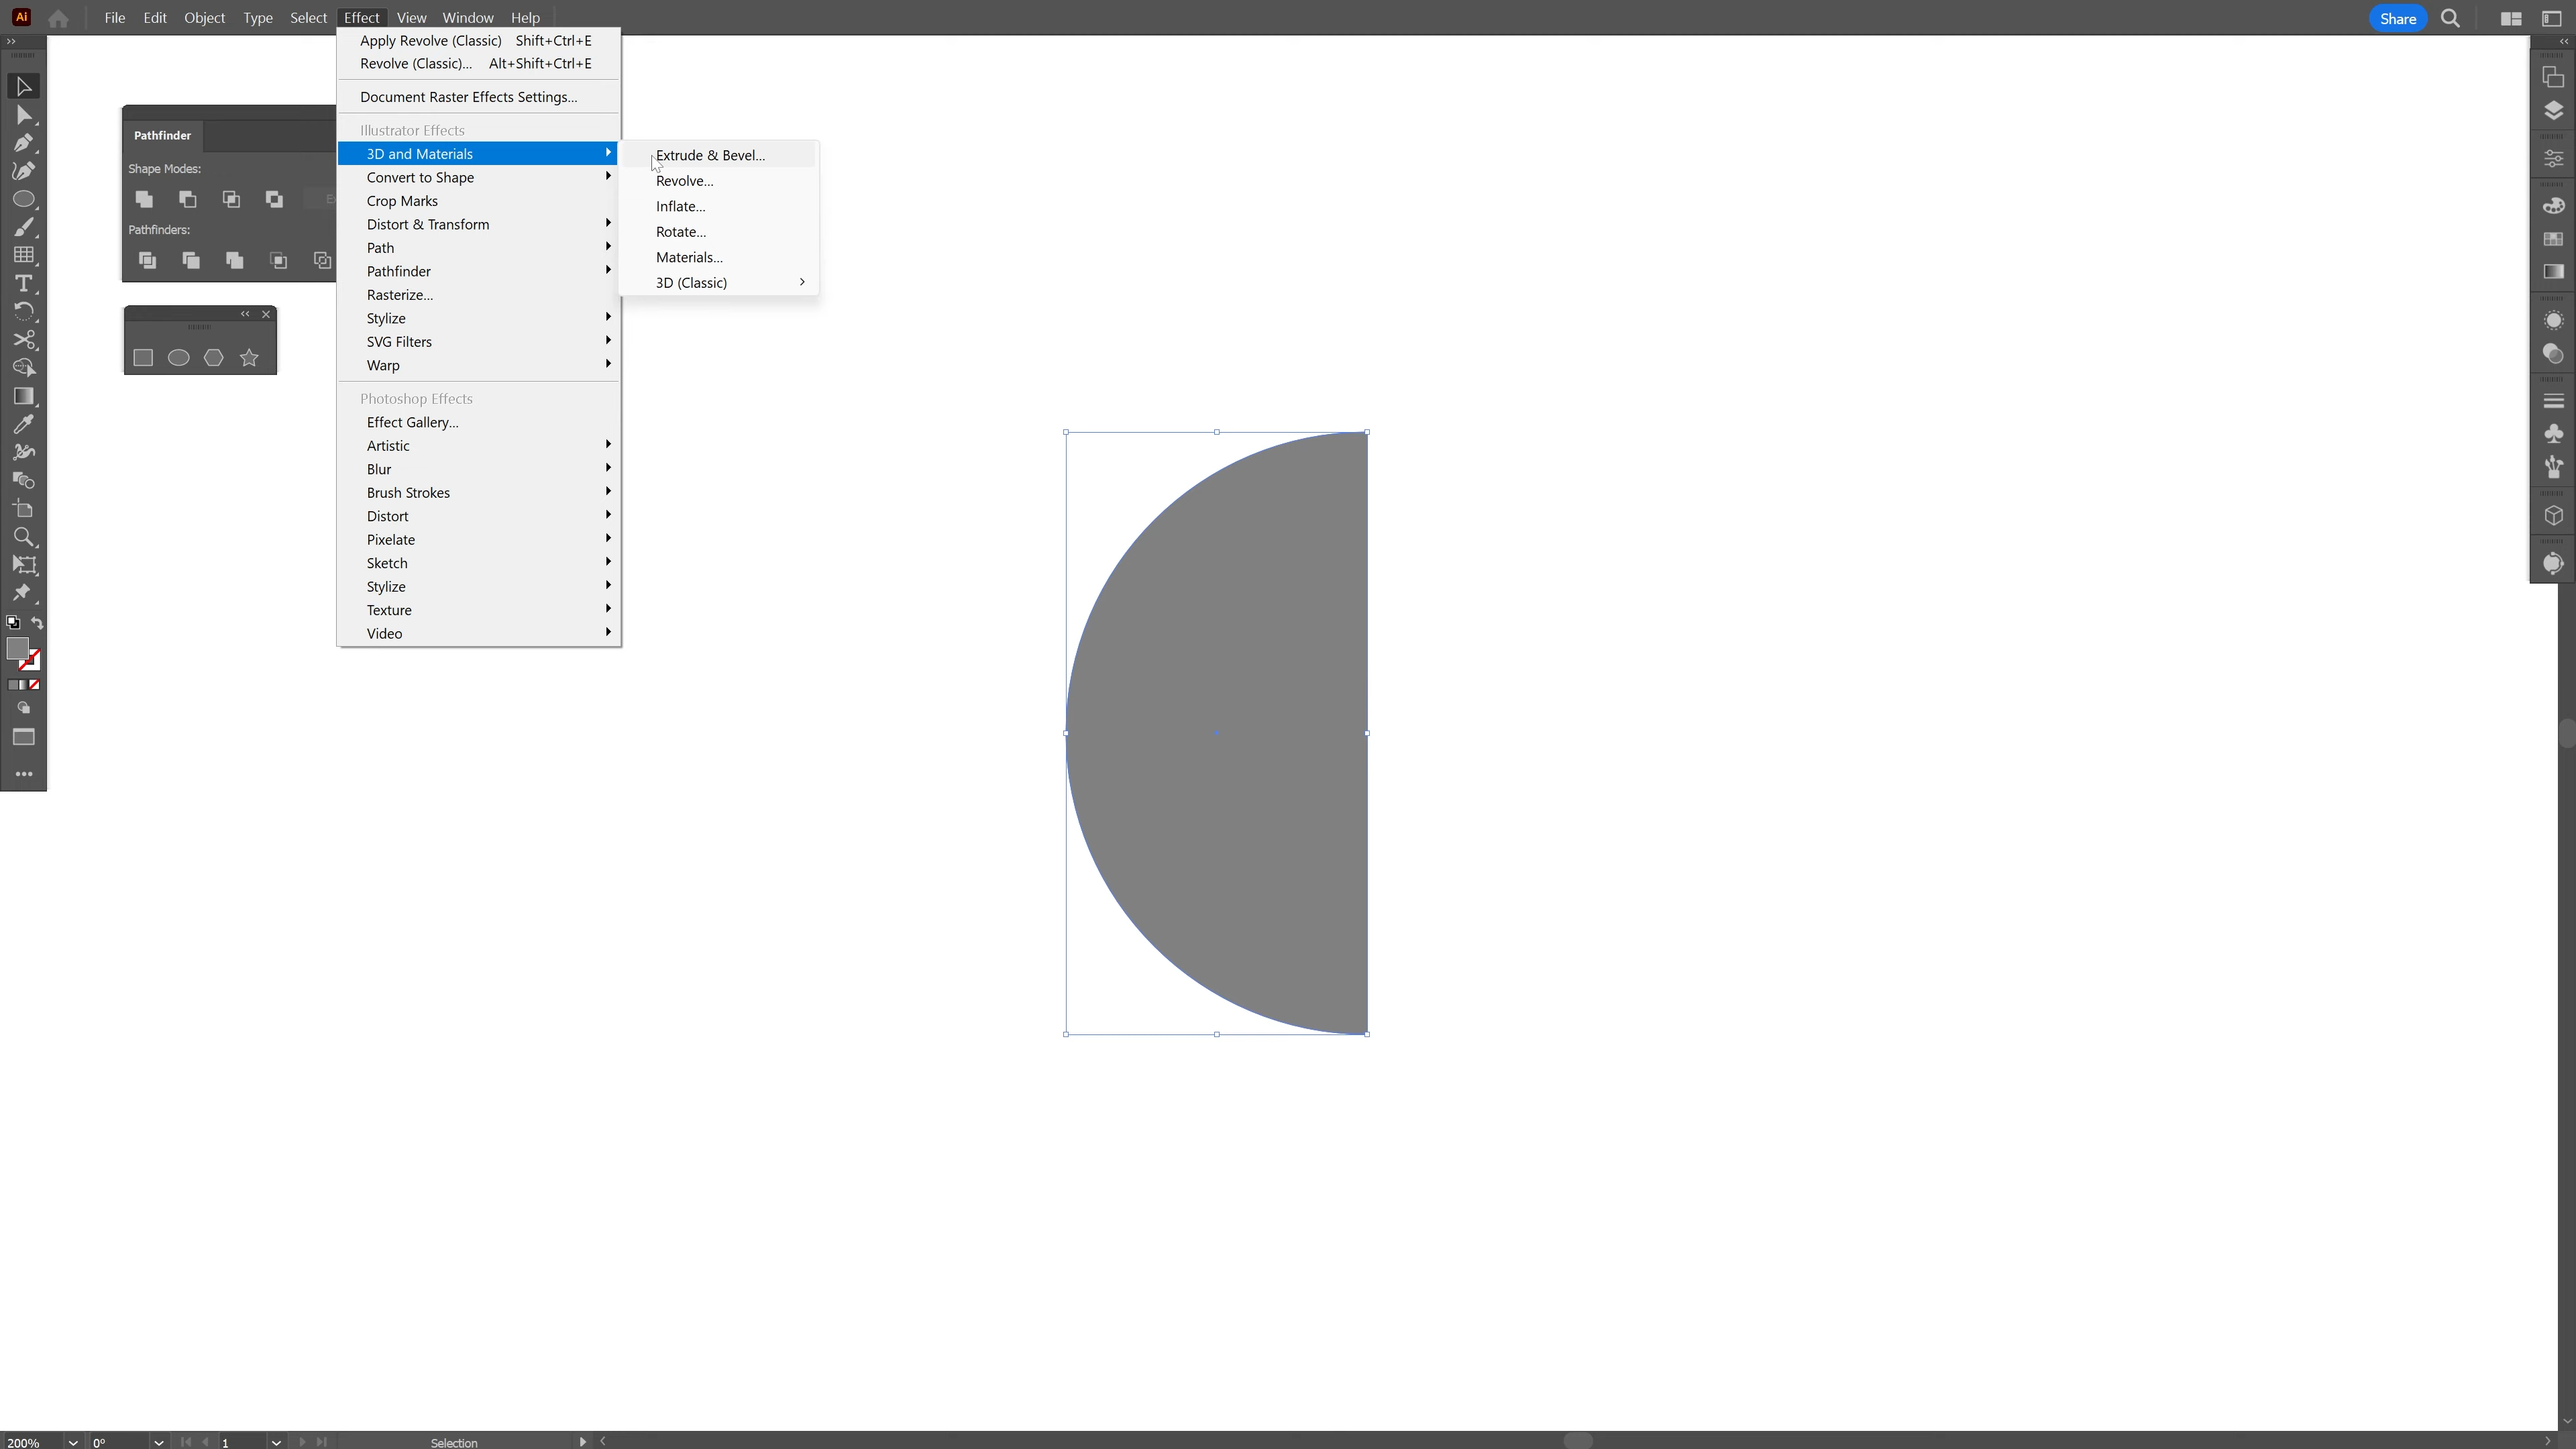 Ai File Edit Object Type Select Effect View Window Help Share
Apply Revolve (Classic) Shift+Ctrl+E
Revolve (Classic)... Alt+Shift+Ctrl+E
Document Raster Effects Settings...
Illustrator Effects
3D and Materials
Convert to Shape
Crop Marks
Distort & Transform
Path
Pathfinder
Rasterize...
Stylize
SVG Filters
Warp
Photoshop Effects
Effect Gallery...
Artistic
Blur
Brush Strokes
Distort
Pixelate
Sketch
Stylize
Texture
Video
Extrude & Bevel...
Revolve...
Inflate...
Rotate...
Materials...
3D (Classic)
Pathfinder
Shape Modes:
Pathfinders:
200% 0° 1 Selection